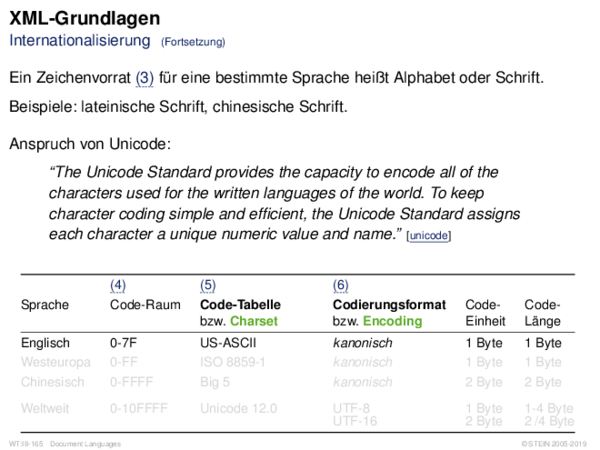 XML-Grundlagen
Internationalisierung (Fortsetzung)
Ein Zeichenvorrat (3) für eine bestimmte Sprache heißt Alphabet oder Schrift.
Beispiele: lateinische Schrift, chinesische Schrift.
Anspruch von Unicode:
“The Unicode Standard provides the capacity to encode all of the
characters used for the written languages of the world. To keep
character coding simple and efficient, the Unicode Standard assigns
each character a unique numeric value and name.” [unicode]
(4) (5) (6)
Sprache Code-Raum Code-Tabelle Codierungsformat Code- Code-
bzw. Charset bzw. Encoding Einheit Länge
Englisch 0-7F US-ASCII kanonisch 1 Byte 1 Byte
Westeuropa 0-FF ISO 8859-1 kanonisch 1 Byte 1 Byte
Chinesisch 0-FFFF Big 5 kanonisch 2 Byte 2 Byte
Weltweit 0-10FFFF Unicode 12.0 UTF-8 1 Byte 1-4 Byte
UTF-16 2 Byte 2/4 Byte
WT:III-165 Document Languages ©STEIN 2005-2019